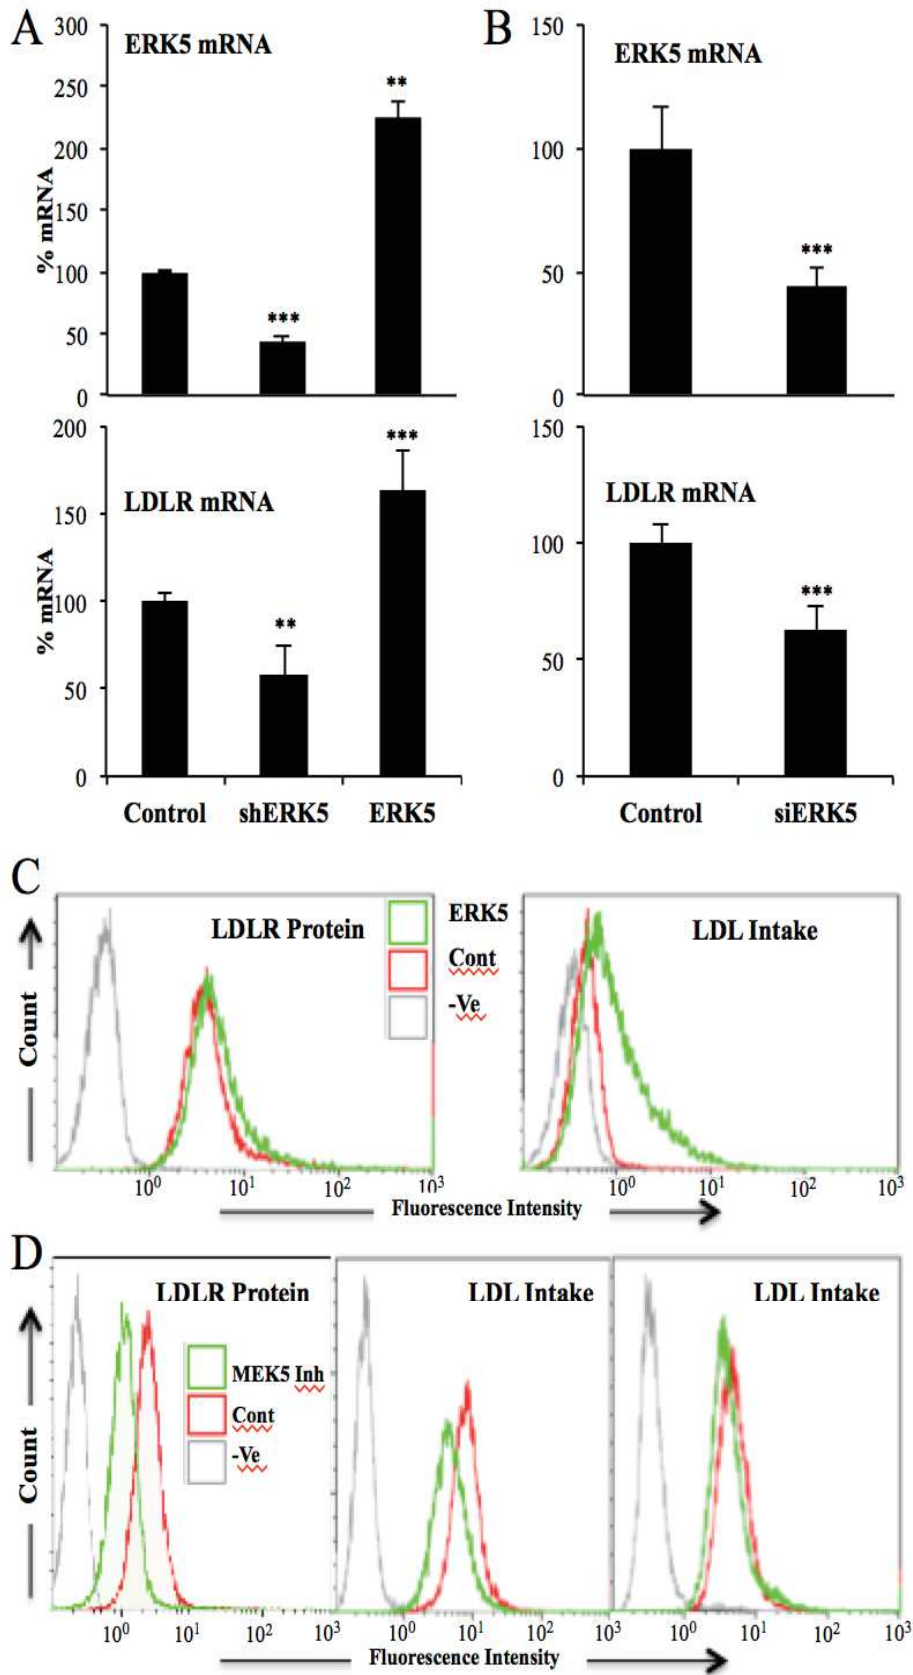 A
ERK5 mRNA
300
250
200
150
100
50
0
% mRNA
**
***
B
ERK5 mRNA
150
100
50
0
***
LDLR mRNA
200
150
100
50
0
% mRNA
**
***
Control shERK5 ERK5
LDLR mRNA
150
100
50
0
***
Control siERK5
C
LDLR Protein
Count
ERK5
Cont
-Ve
LDL Intake
10⁰ 10¹ 10² 10³
10⁰ 10¹ 10² 10³
Fluorescence Intensity
D
LDLR Protein
Count
MEK5 Inh
Cont
-Ve
LDL Intake
LDL Intake
10⁰ 10¹ 10² 10³
10⁰ 10¹ 10² 10³
10⁰ 10¹ 10² 10³
Fluorescence Intensity